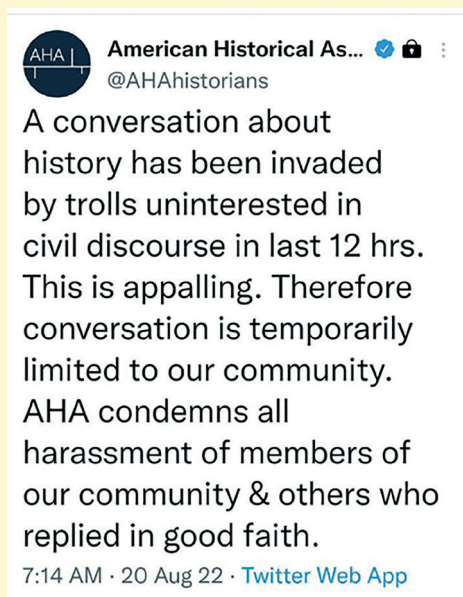 AHA
American Historical As...
@AHAhistorians
A conversation about
history has been invaded
by trolls uninterested in
civil discourse in last 12 hrs.
This is appalling. Therefore
conversation is temporarily
limited to our community.
AHA condemns all
harassment of members of
our community & others who
replied in good faith.
7:14 AM · 20 Aug 22 · Twitter Web App